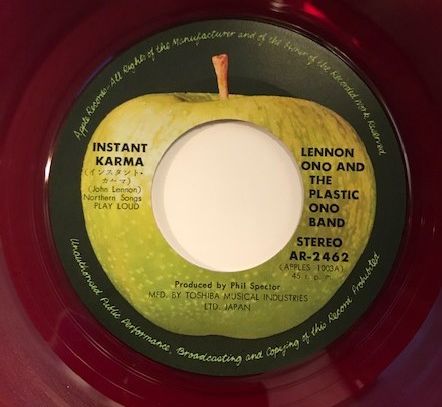 Apple Records-All Rights of the Manufacturer and of the Owner of the Recorded Work Reserved
INSTANT
KARMA
(インスタント・
カーマ)
(John Lennon)
Northern Songs
PLAY LOUD
LENNON
ONO AND
THE
PLASTIC
ONO
BAND
STEREO
AR-2462
(APPLES 1003A)
45 r.p.m.
Produced by Phil Spector
MFD. BY TOSHIBA MUSICAL INDUSTRIES
LTD. JAPAN
Unauthorised Public Performance, Broadcasting and Copying of this Record Prohibited